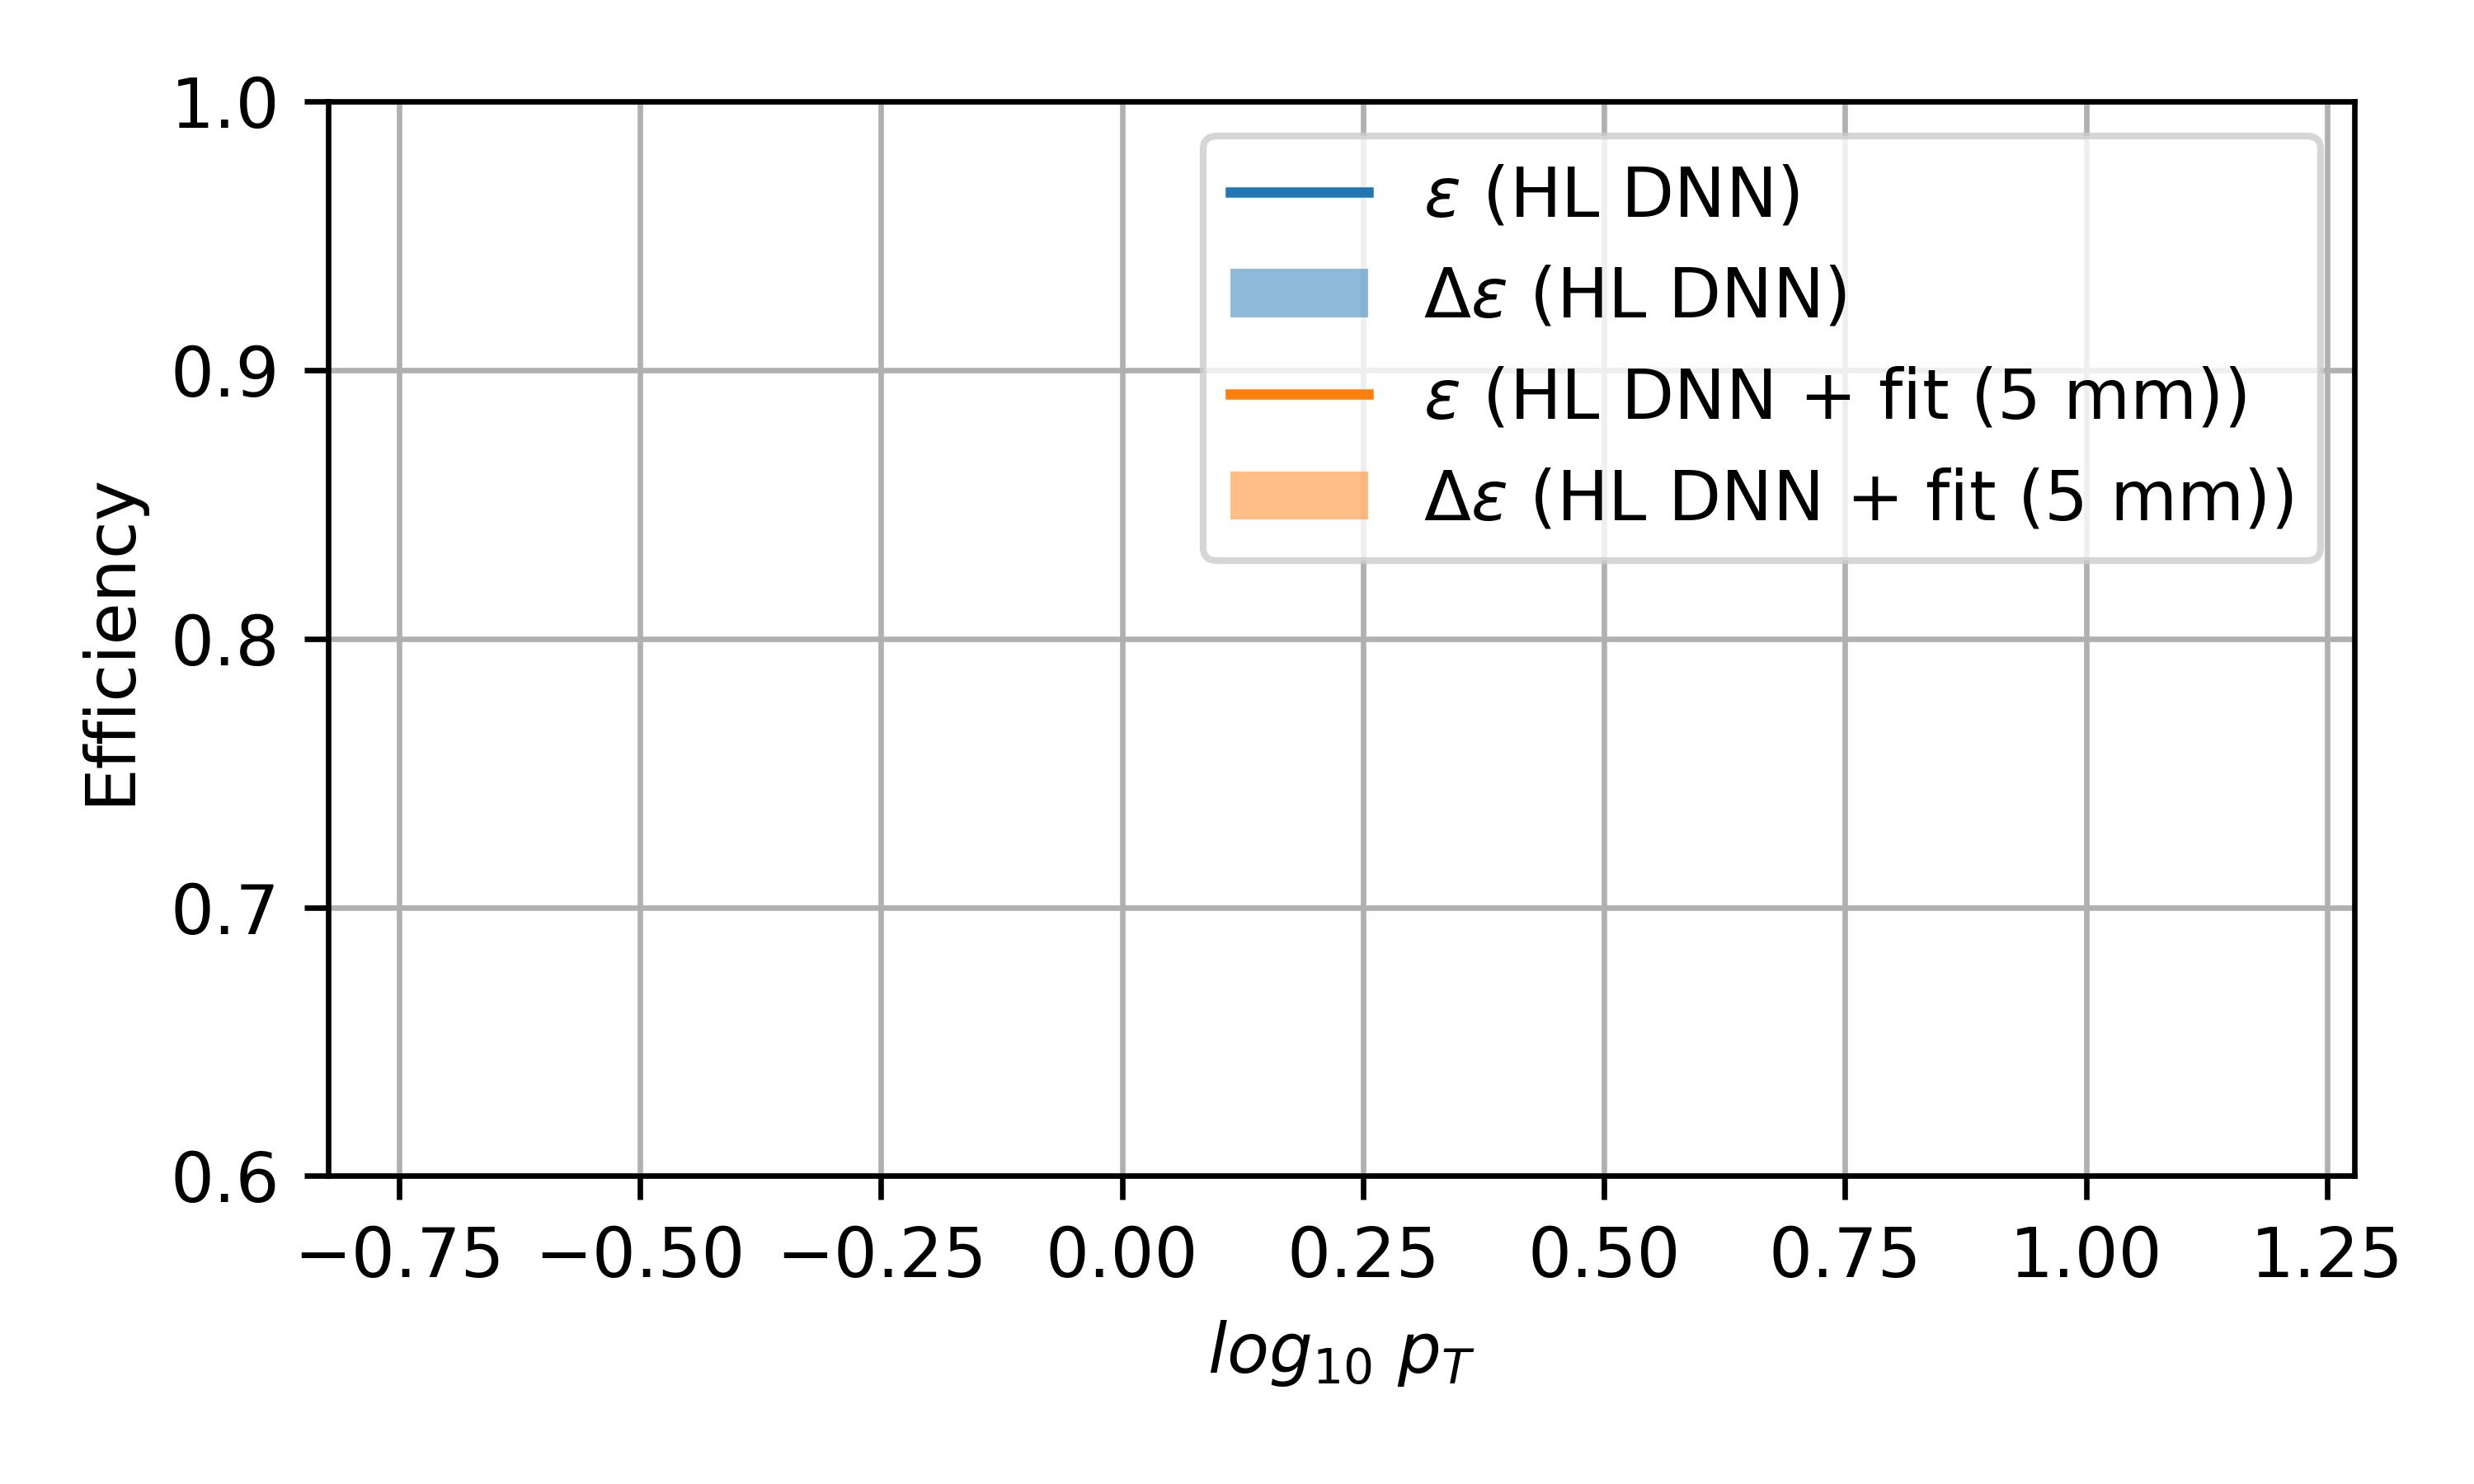 1.0
0.9
0.8
0.7
0.6
Efficiency
ε (HL DNN)
Δε (HL DNN)
ε (HL DNN + fit (5 mm))
Δε (HL DNN + fit (5 mm))
−0.75 −0.50 −0.25 0.00 0.25 0.50 0.75 1.00 1.25
log₁₀ p_T